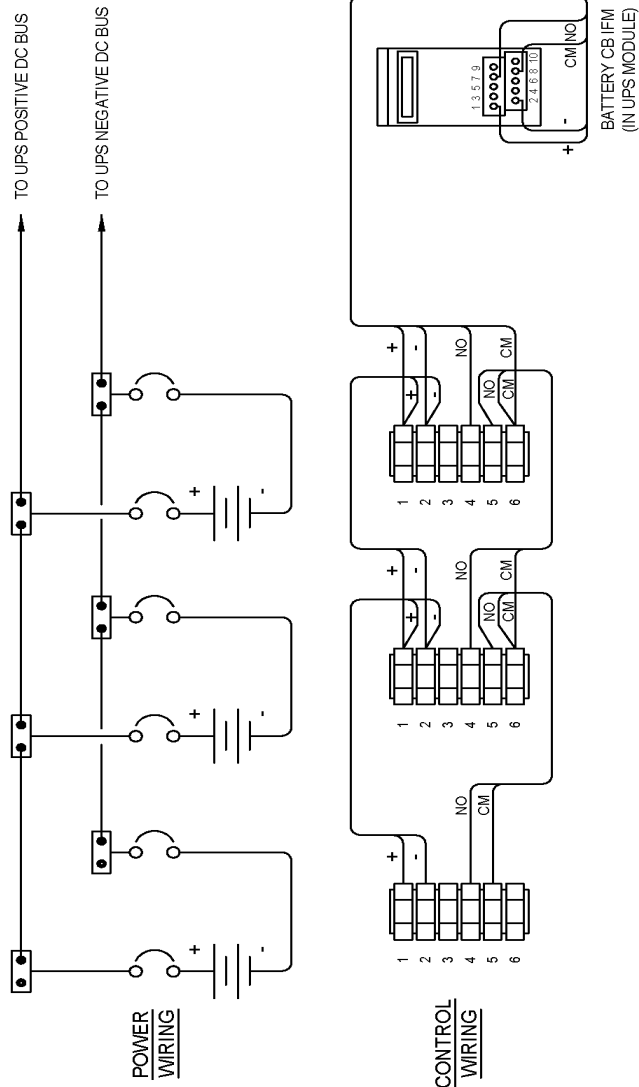 TO UPS POSITIVE DC BUS
TO UPS NEGATIVE DC BUS
+ -
+ -
+ -
POWER
WIRING
+ -
NO
CM
1 2 3 4 5 6
+ -
+ -
NO
CM
NO
CM
1 2 3 4 5 6
+ -
+ -
NO
CM
NO
CM
1 2 3 4 5 6
CONTROL
WIRING
1 3 5 7 9
2 4 6 8 10
+ -
CM NO
BATTERY CB IFM
(IN UPS MODULE)